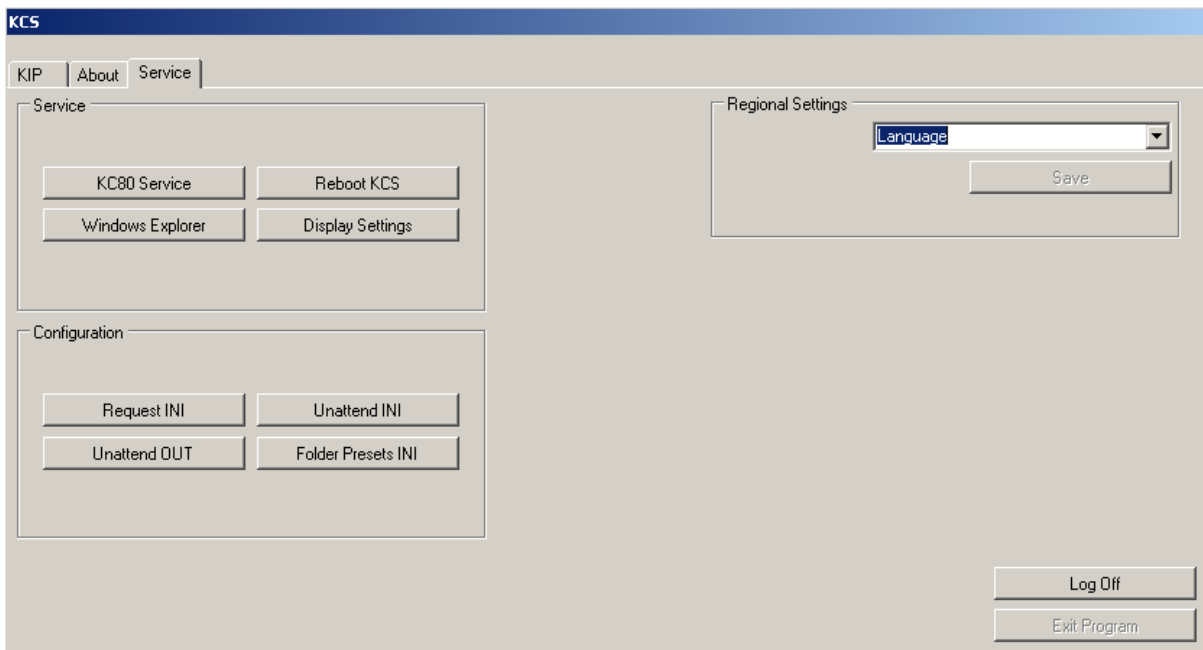 KCS
KIP About Service
Service
KC80 Service Reboot KCS
Windows Explorer Display Settings
Configuration
Request INI Unattend INI
Unattend OUT Folder Presets INI
Regional Settings
Language
Save
Log Off
Exit Program